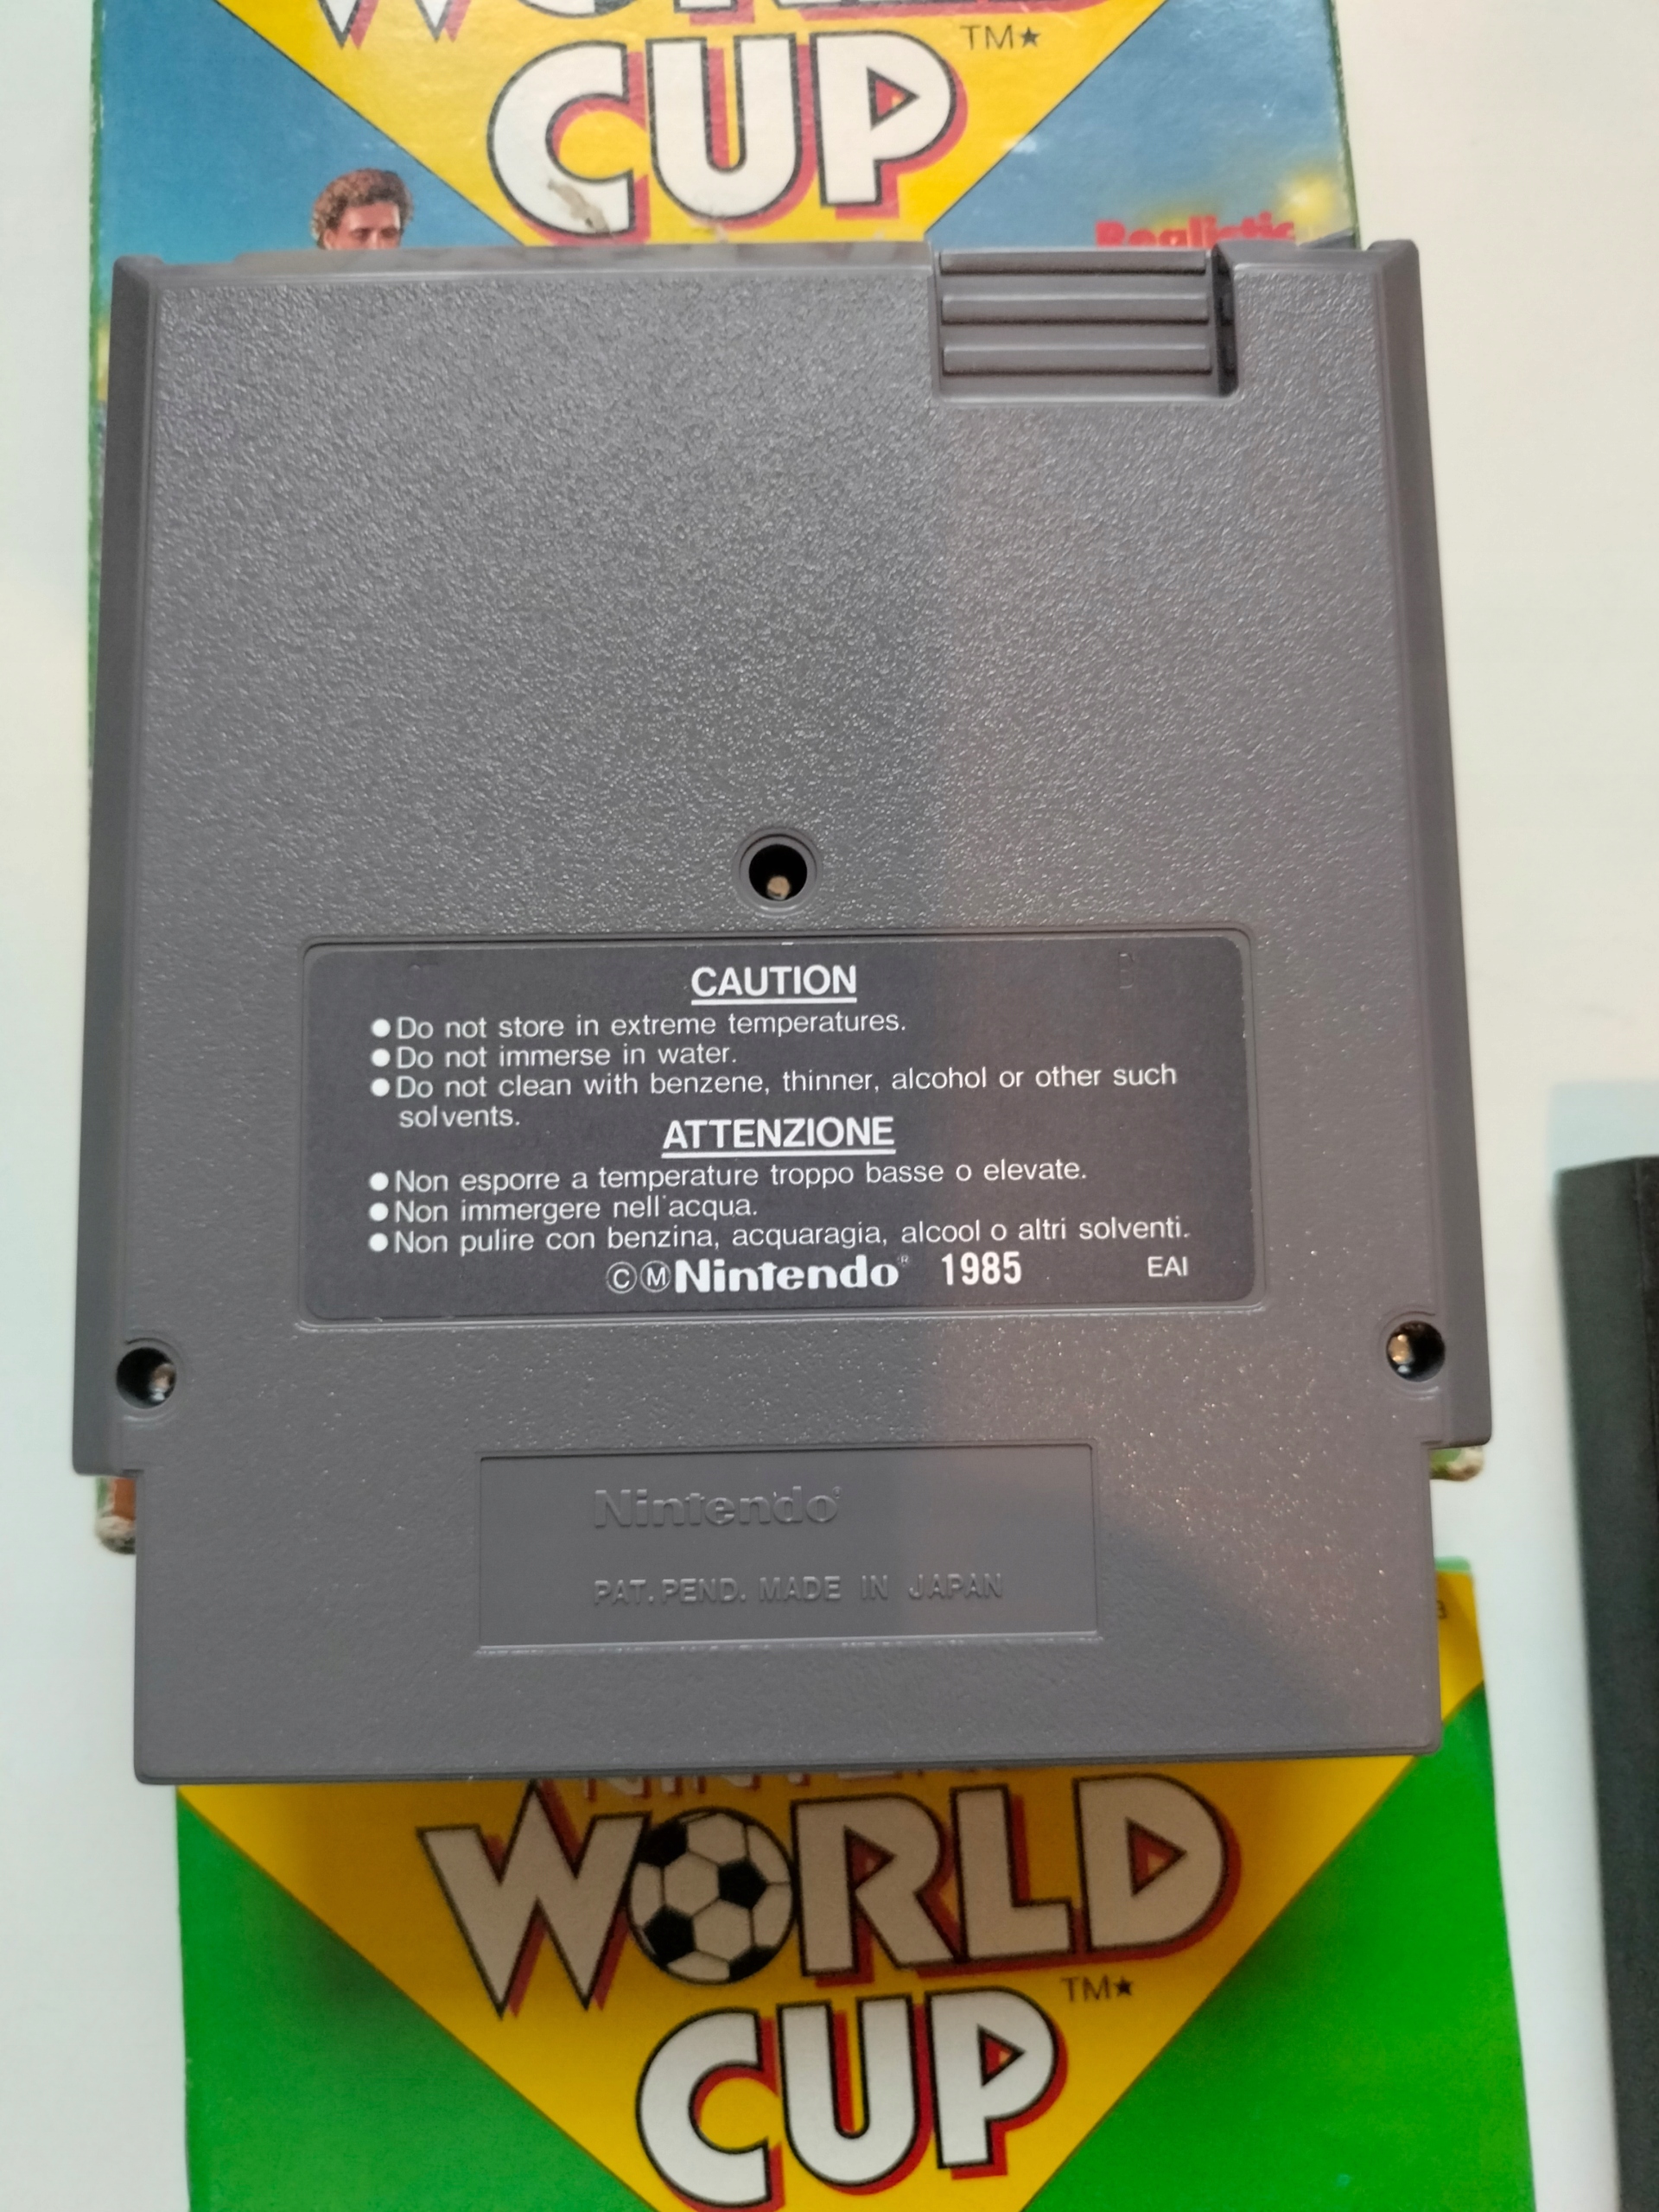 CUP TM★
Realistic
CAUTION
●Do not store in extreme temperatures.
●Do not immerse in water.
●Do not clean with benzene, thinner, alcohol or other such
solvents.
ATTENZIONE
●Non esporre a temperature troppo basse o elevate.
●Non immergere nell'acqua.
●Non pulire con benzina, acquaragia, alcool o altri solventi.
©ⓂNintendo® 1985 EAI
Nintendo®
PAT. PEND. MADE IN JAPAN
WORLD
CUP TM★